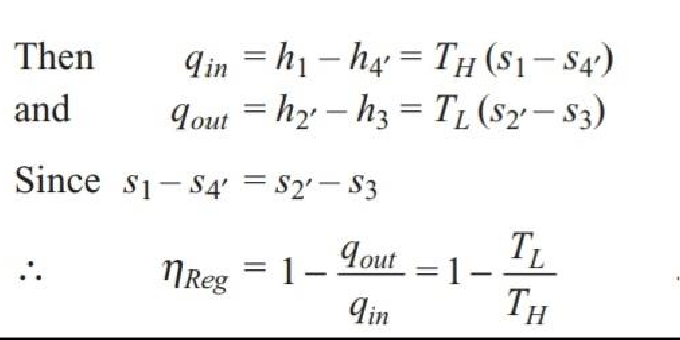 Then q_in = h_1 − h_4′ = T_H (s_1 − s_4′)
and q_out = h_2′ − h_3 = T_L (s_2′ − s_3)
Since s_1 − s_4′ = s_2′ − s_3
∴ η_Reg = 1 − q_out / q_in = 1 − T_L / T_H